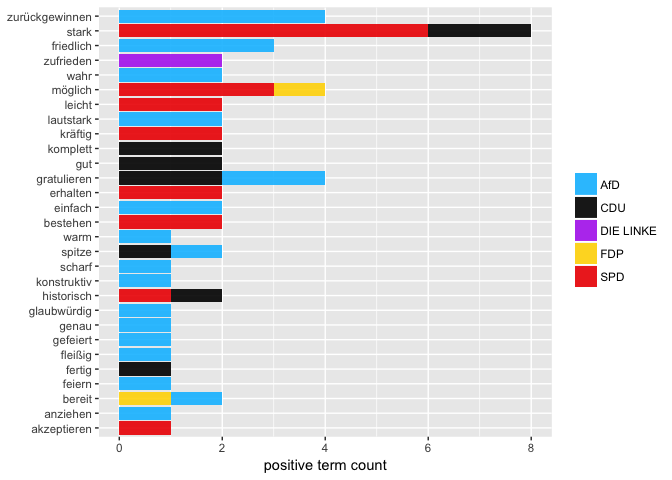 zurückgewinnen
stark
friedlich
zufrieden
wahr
möglich
leicht
lautstark
kräftig
komplett
gut
gratulieren
erhalten
einfach
bestehen
warm
spitze
scharf
konstruktiv
historisch
glaubwürdig
genau
gefeiert
fleißig
fertig
feiern
bereit
anziehen
akzeptieren
0 2 4 6 8
positive term count
AfD
CDU
DIE LINKE
FDP
SPD